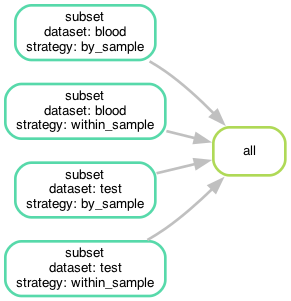 subset
dataset: blood
strategy: by_sample
subset
dataset: blood
strategy: within_sample
all
subset
dataset: test
strategy: by_sample
subset
dataset: test
strategy: within_sample